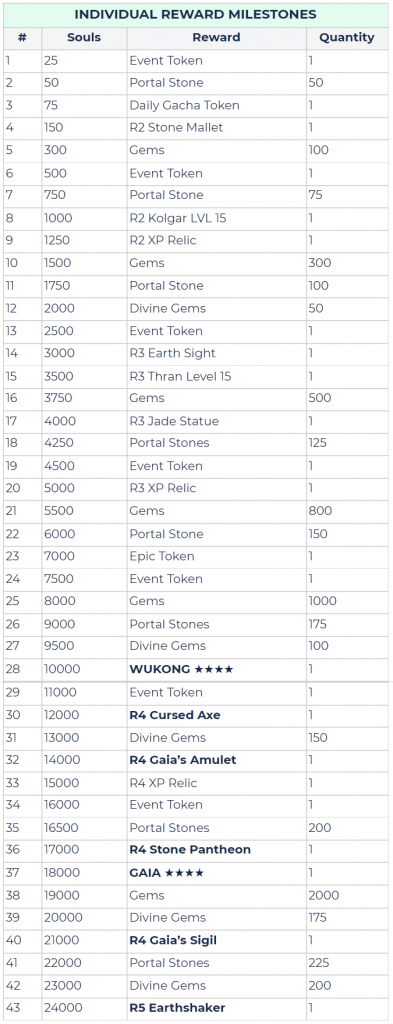 INDIVIDUAL REWARD MILESTONES
# Souls Reward Quantity
1 25 Event Token 1
2 50 Portal Stone 50
3 75 Daily Gacha Token 1
4 150 R2 Stone Mallet 1
5 300 Gems 100
6 500 Event Token 1
7 750 Portal Stone 75
8 1000 R2 Kolgar LVL 15 1
9 1250 R2 XP Relic 1
10 1500 Gems 300
11 1750 Portal Stone 100
12 2000 Divine Gems 50
13 2500 Event Token 1
14 3000 R3 Earth Sight 1
15 3500 R3 Thran Level 15 1
16 3750 Gems 500
17 4000 R3 Jade Statue 1
18 4250 Portal Stones 125
19 4500 Event Token 1
20 5000 R3 XP Relic 1
21 5500 Gems 800
22 6000 Portal Stone 150
23 7000 Epic Token 1
24 7500 Event Token 1
25 8000 Gems 1000
26 9000 Portal Stones 175
27 9500 Divine Gems 100
28 10000 WUKONG ★★★★ 1
29 11000 Event Token 1
30 12000 R4 Cursed Axe 1
31 13000 Divine Gems 150
32 14000 R4 Gaia's Amulet 1
33 15000 R4 XP Relic 1
34 16000 Event Token 1
35 16500 Portal Stones 200
36 17000 R4 Stone Pantheon 1
37 18000 GAIA ★★★★ 1
38 19000 Gems 2000
39 20000 Divine Gems 175
40 21000 R4 Gaia's Sigil 1
41 22000 Portal Stones 225
42 23000 Divine Gems 200
43 24000 R5 Earthshaker 1